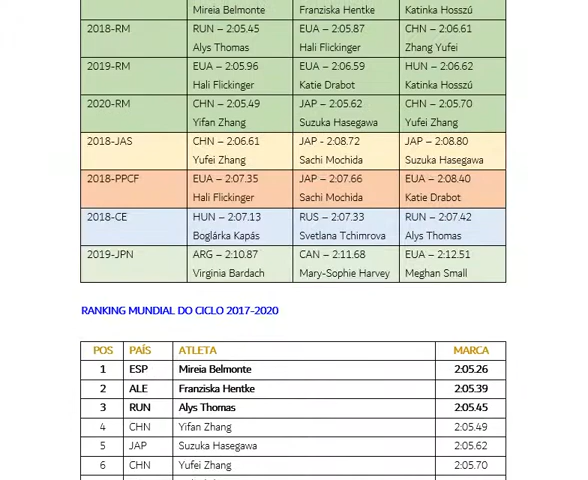 Mireia Belmonte Franziska Hentke Katinka Hosszú
2018-RM RUN – 2:05.45 EUA – 2:05.87 CHN – 2:06.61
Alys Thomas Hali Flickinger Zhang Yufei
2019-RM EUA – 2:05.96 EUA – 2:06.59 HUN – 2:06.62
Hali Flickinger Katie Drabot Katinka Hosszú
2020-RM CHN – 2:05.49 JAP – 2:05.62 CHN – 2:05.70
Yifan Zhang Suzuka Hasegawa Yufei Zhang
2018-JAS CHN – 2:06.61 JAP - 2:08.72 JAP – 2:08.80
Yufei Zhang Sachi Mochida Suzuka Hasegawa
2018-PPCF EUA – 2:07.35 JAP – 2:07.66 EUA – 2:08.40
Hali Flickinger Sachi Mochida Katie Drabot
2018-CE HUN – 2:07.13 RUS – 2:07.33 RUN – 2:07.42
Boglárka Kapás Svetlana Tchimrova Alys Thomas
2019-JPN ARG – 2:10.87 CAN – 2:11.68 EUA – 2:12.51
Virginia Bardach Mary-Sophie Harvey Meghan Small
RANKING MUNDIAL DO CICLO 2017-2020
POS PAÍS ATLETA MARCA
1 ESP Mireia Belmonte 2:05.26
2 ALE Franziska Hentke 2:05.39
3 RUN Alys Thomas 2:05.45
4 CHN Yifan Zhang 2:05.49
5 JAP Suzuka Hasegawa 2:05.62
6 CHN Yufei Zhang 2:05.70